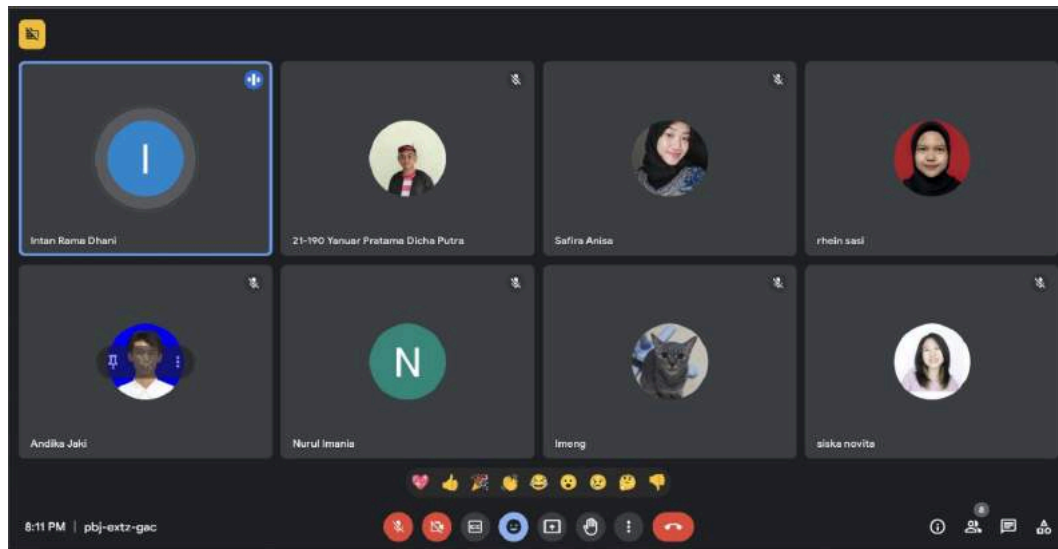 I
Intan Rama Dhani
21-190 Yanuar Pratama Dicha Putra
Safira Anisa
rhein sasi
Andika Jaki
N
Nurul Imania
Imeng
siska novita
8:11 PM | pbj-extz-gac
8